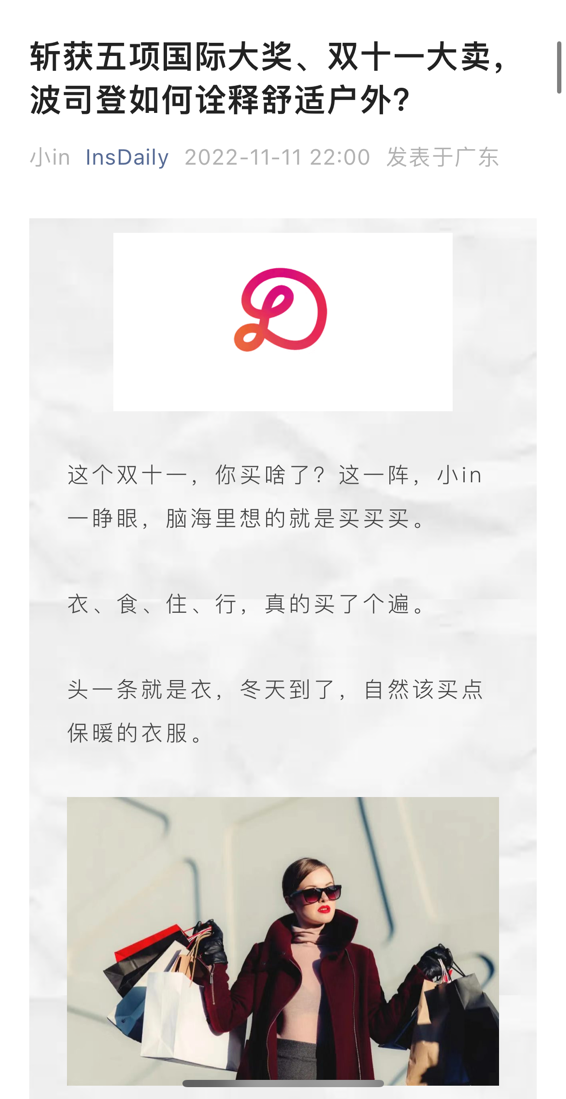 斩获五项国际大奖、双十一大卖，
波司登如何诠释舒适户外？
小in InsDaily 2022-11-11 22:00 发表于广东
这个双十一，你买啥了？这一阵，小in
一睁眼，脑海里想的就是买买买。
衣、食、住、行，真的买了个遍。
头一条就是衣，冬天到了，自然该买点
保暖的衣服。